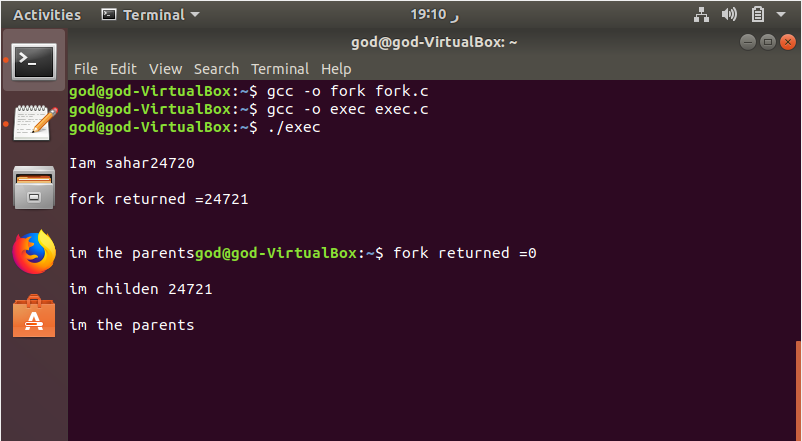 Activities Terminal 19:10 ر
god@god-VirtualBox: ~
File Edit View Search Terminal Help
god@god-VirtualBox:~$ gcc -o fork fork.c
god@god-VirtualBox:~$ gcc -o exec exec.c
god@god-VirtualBox:~$ ./exec
Iam sahar24720
fork returned =24721
im the parentsgod@god-VirtualBox:~$ fork returned =0
im childen 24721
im the parents